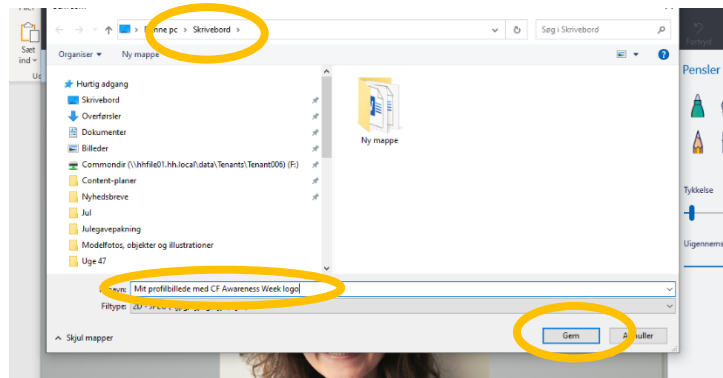 Denne pc › Skrivebord ›
Søg i Skrivebord
Organiser
Ny mappe
Sæt
ind
Fortryd
Pensler
Hurtig adgang
Skrivebord
Overførsler
Dokumenter
Billeder
Commondir (\\hhfile01.hh.local\data\Tenants\Tenant006) (F:)
Content-planer
Nyhedsbreve
Jul
Julegavepakning
Modelfotos, objekter og illustrationer
Uge 47
Ny mappe
Tykkelse
Mit profilbillede med CF Awareness Week logo
Filtype:
Skjul mapper
Gem